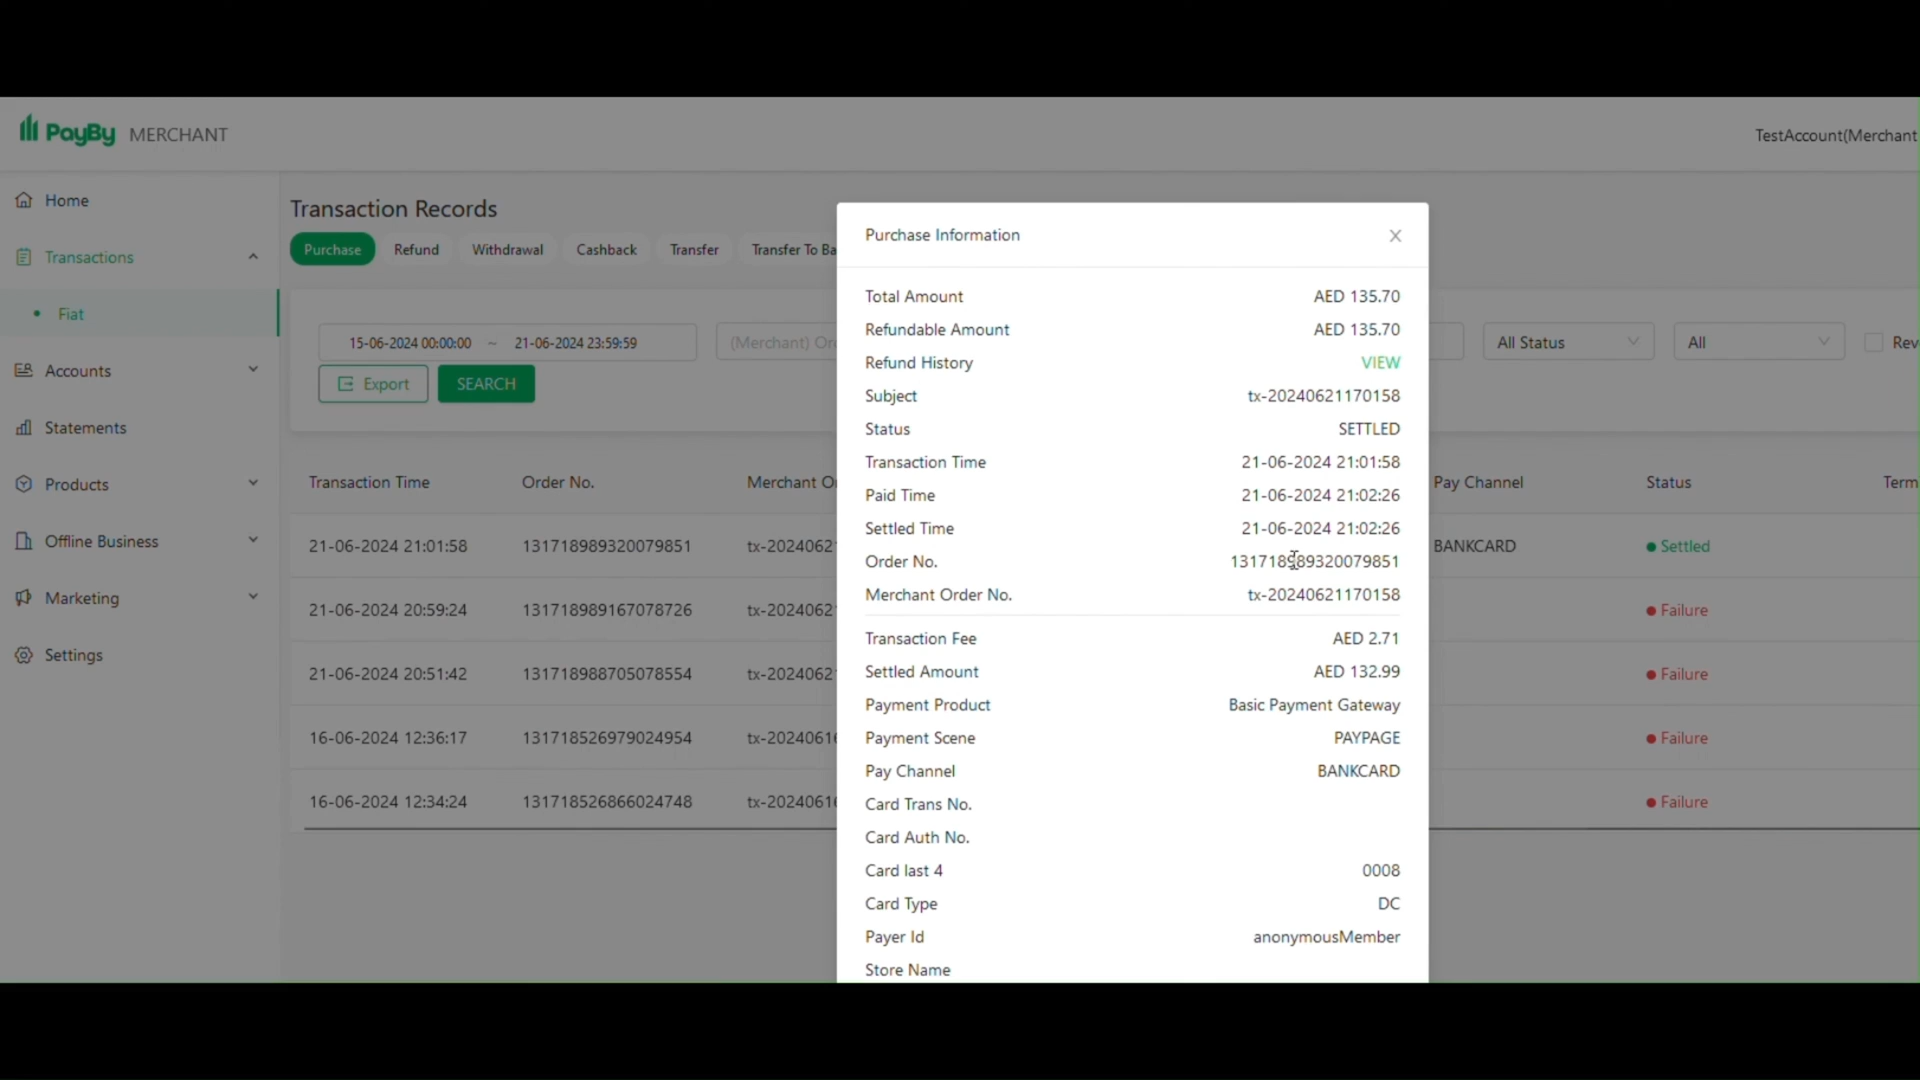 PayBy MERCHANT
TestAccount(Merchant
Home
Transactions
Fiat
Accounts
Statements
Products
Offline Business
Marketing
Settings
Transaction Records
Purchase Refund Withdrawal Cashback Transfer Transfer To Ba
15-06-2024 00:00:00 ~ 21-06-2024 23:59:59 (Merchant) Ord All Status All Rev
Export SEARCH
Transaction Time Order No. Merchant O Pay Channel Status Term
21-06-2024 21:01:58 131718989320079851 tx-2024062 BANKCARD Settled
21-06-2024 20:59:24 131718989167078726 tx-2024062 Failure
21-06-2024 20:51:42 131718988705078554 tx-2024062 Failure
16-06-2024 12:36:17 131718526979024954 tx-2024061 Failure
16-06-2024 12:34:24 131718526866024748 tx-2024061 Failure
Purchase Information
Total Amount AED 135.70
Refundable Amount AED 135.70
Refund History VIEW
Subject tx-20240621170158
Status SETTLED
Transaction Time 21-06-2024 21:01:58
Paid Time 21-06-2024 21:02:26
Settled Time 21-06-2024 21:02:26
Order No. 131718989320079851
Merchant Order No. tx-20240621170158
Transaction Fee AED 2.71
Settled Amount AED 132.99
Payment Product Basic Payment Gateway
Payment Scene PAYPAGE
Pay Channel BANKCARD
Card Trans No.
Card Auth No.
Card last 4 0008
Card Type DC
Payer Id anonymousMember
Store Name